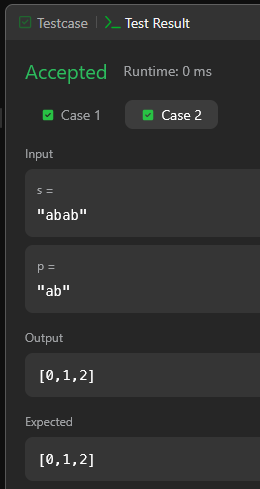 Testcase | Test Result
Accepted Runtime: 0 ms
Case 1 Case 2
Input
s =
"abab"
p =
"ab"
Output
[0,1,2]
Expected
[0,1,2]